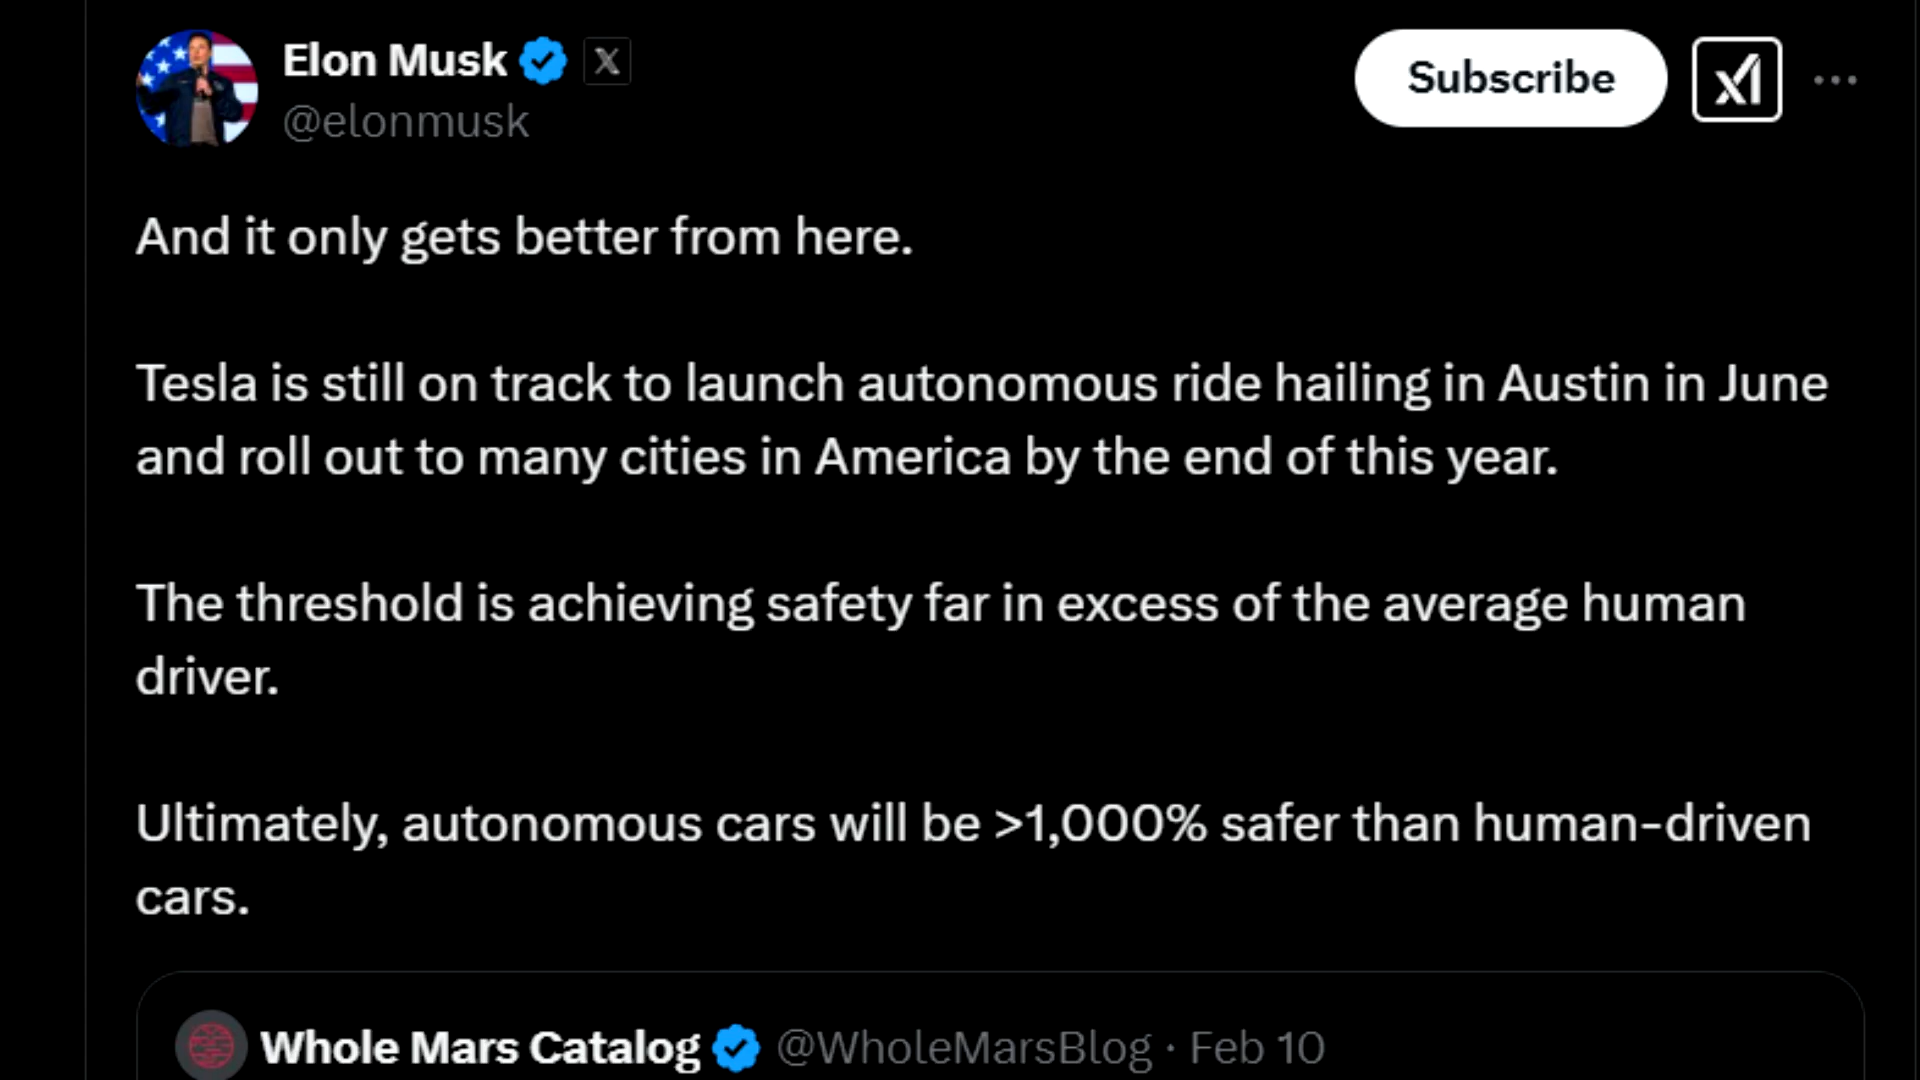 Elon Musk
X
@elonmusk
Subscribe
And it only gets better from here.
Tesla is still on track to launch autonomous ride hailing in Austin in June
and roll out to many cities in America by the end of this year.
The threshold is achieving safety far in excess of the average human
driver.
Ultimately, autonomous cars will be >1,000% safer than human-driven
cars.
Whole Mars Catalog @WholeMarsBlog · Feb 10